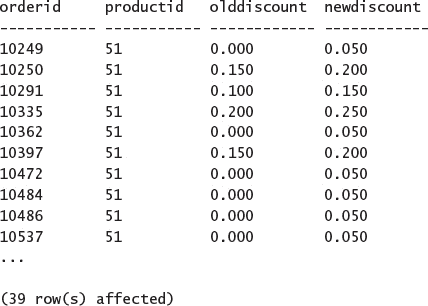 orderid     productid   olddiscount newdiscount
----------- ----------- ----------- -----------
10249       51          0.000       0.050
10250       51          0.150       0.200
10291       51          0.100       0.150
10335       51          0.200       0.250
10362       51          0.000       0.050
10397       51          0.150       0.200
10472       51          0.000       0.050
10484       51          0.000       0.050
10486       51          0.000       0.050
10537       51          0.000       0.050
...
(39 row(s) affected)